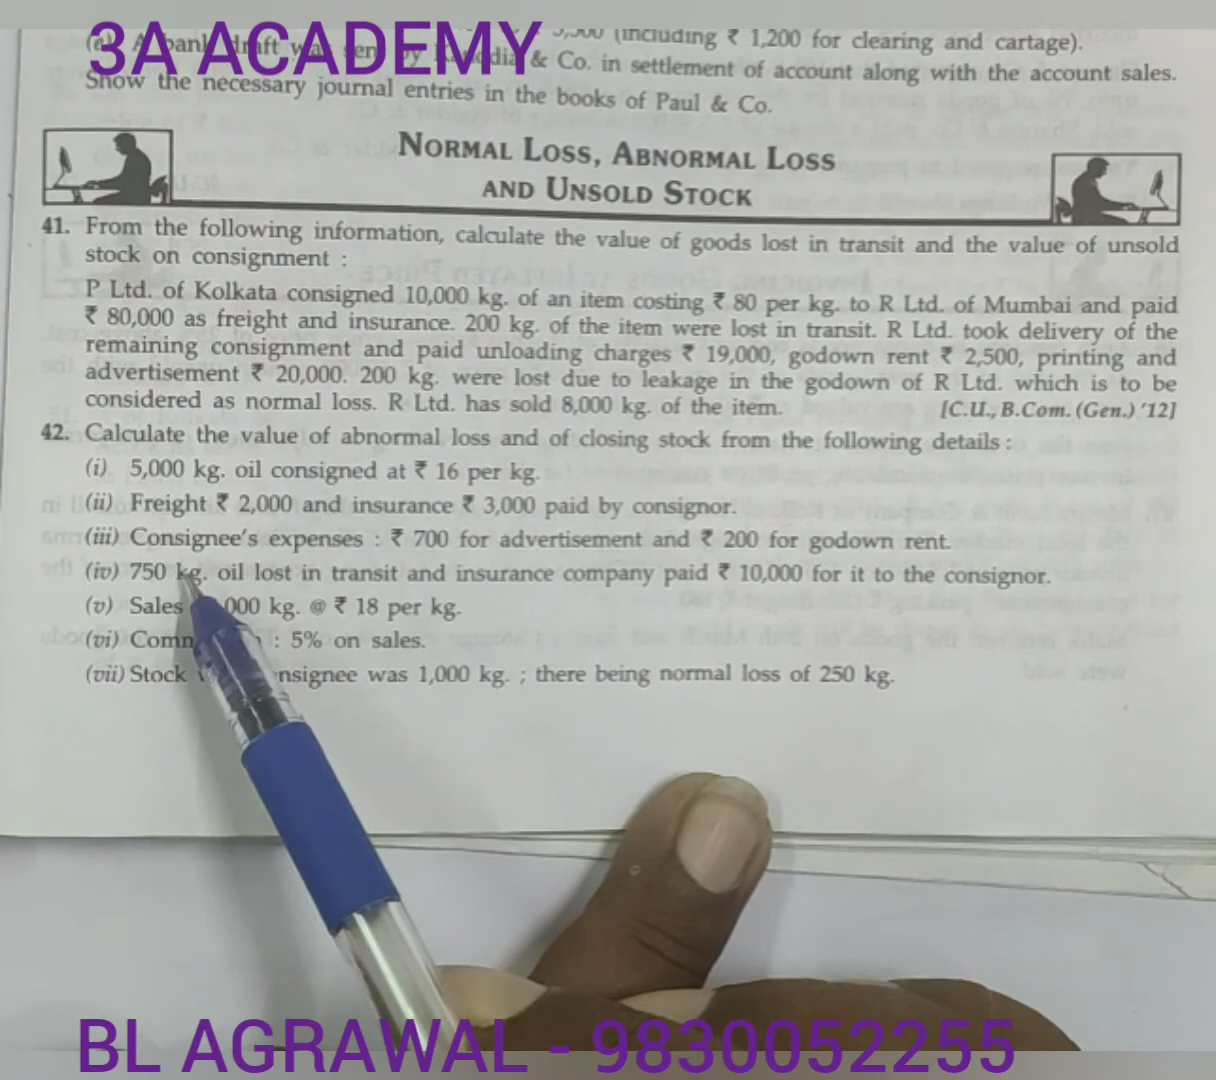 3A ACADEMY
(including ₹ 1,200 for clearing and cartage).
(e) A bank draft was sent by & Co. in settlement of account along with the account sales.
Show the necessary journal entries in the books of Paul & Co.
NORMAL LOSS, ABNORMAL LOSS
AND UNSOLD STOCK
41. From the following information, calculate the value of goods lost in transit and the value of unsold
stock on consignment :
P Ltd. of Kolkata consigned 10,000 kg. of an item costing ₹ 80 per kg. to R Ltd. of Mumbai and paid
₹ 80,000 as freight and insurance. 200 kg. of the item were lost in transit. R Ltd. took delivery of the
remaining consignment and paid unloading charges ₹ 19,000, godown rent ₹ 2,500, printing and
advertisement ₹ 20,000. 200 kg. were lost due to leakage in the godown of R Ltd. which is to be
considered as normal loss. R Ltd. has sold 8,000 kg. of the item. [C.U., B.Com. (Gen.) '12]
42. Calculate the value of abnormal loss and of closing stock from the following details :
(i) 5,000 kg. oil consigned at ₹ 16 per kg.
(ii) Freight ₹ 2,000 and insurance ₹ 3,000 paid by consignor.
(iii) Consignee's expenses : ₹ 700 for advertisement and ₹ 200 for godown rent.
(iv) 750 kg. oil lost in transit and insurance company paid ₹ 10,000 for it to the consignor.
(v) Sales 000 kg. @ ₹ 18 per kg.
(vi) : 5% on sales.
(vii) Stock was 1,000 kg. ; there being normal loss of 250 kg.
BL AGRAWAL - 9830052255